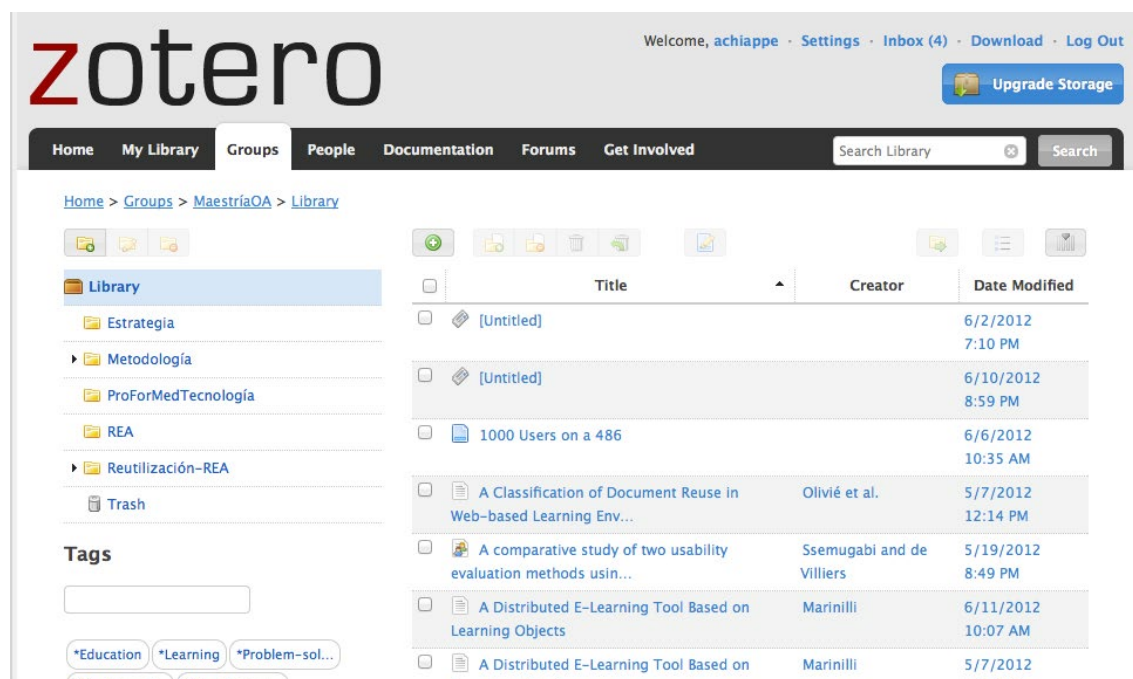 zotero
Welcome, achiappe · Settings · Inbox (4) · Download · Log Out
Upgrade Storage
Home My Library Groups People Documentation Forums Get Involved
Search Library Search
Home > Groups > MaestríaOA > Library
Library
Estrategia
Metodología
ProForMedTecnología
REA
Reutilización-REA
Trash
Tags
*Education *Learning *Problem-sol...
Title Creator Date Modified
[Untitled] 6/2/2012
7:10 PM
[Untitled] 6/10/2012
8:59 PM
1000 Users on a 486 6/6/2012
10:35 AM
A Classification of Document Reuse in Olivié et al. 5/7/2012
Web-based Learning Env... 12:14 PM
A comparative study of two usability Ssemugabi and de 5/19/2012
evaluation methods usin... Villiers 8:49 PM
A Distributed E-Learning Tool Based on Marinilli 6/11/2012
Learning Objects 10:07 AM
A Distributed E-Learning Tool Based on Marinilli 5/7/2012